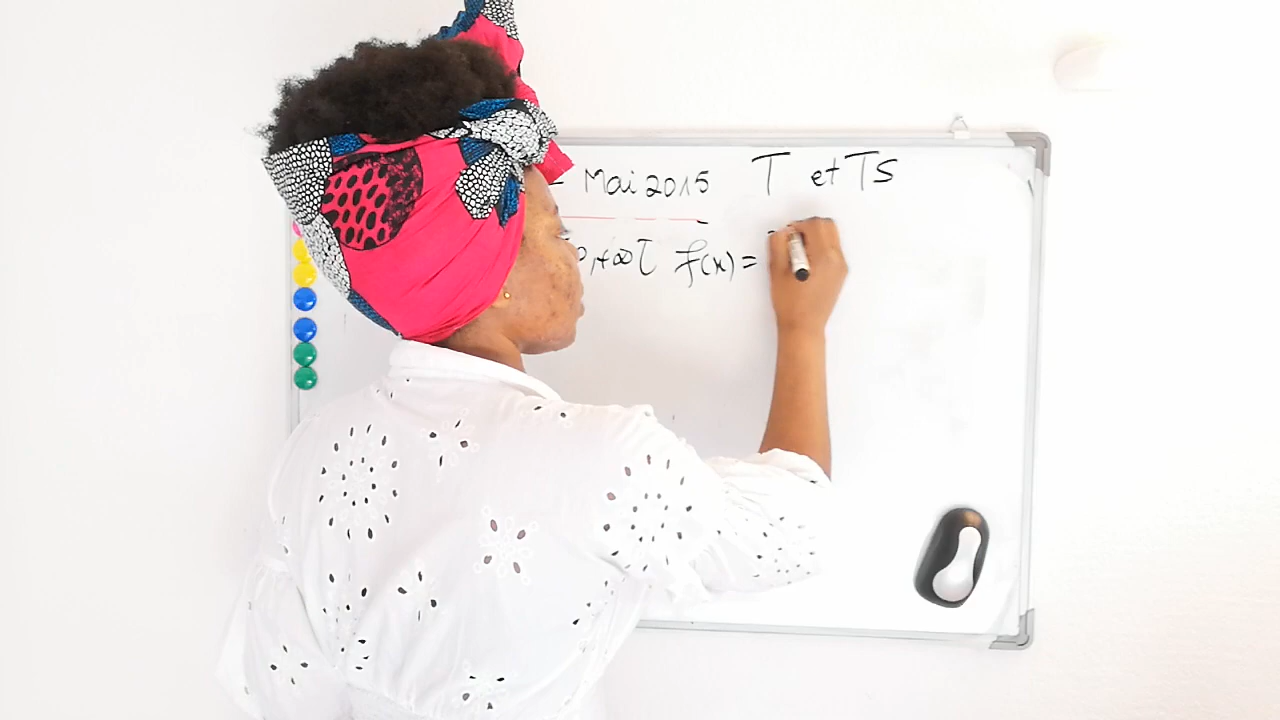 - Mai 2015 T et TS
0,+∞[ f(x) =